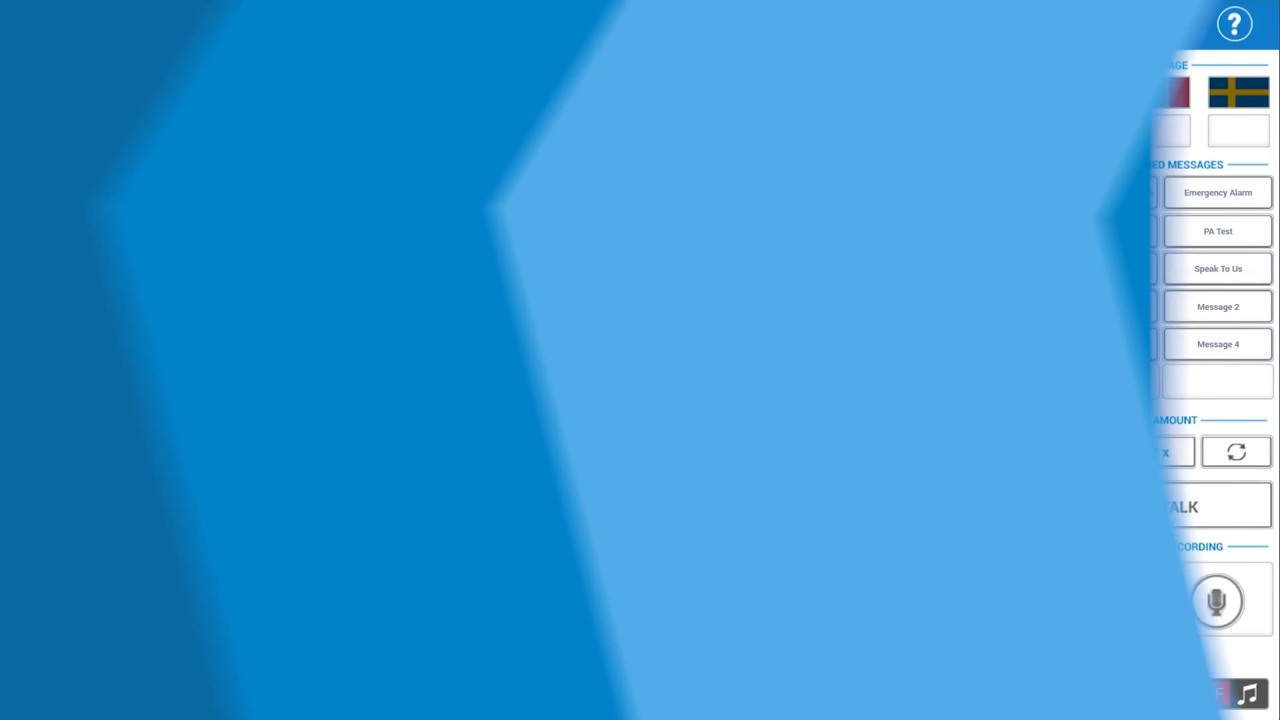 ?
AGE
ED MESSAGES
Emergency Alarm
PA Test
Speak To Us
Message 2
Message 4
AMOUNT
x
ALK
CORDING